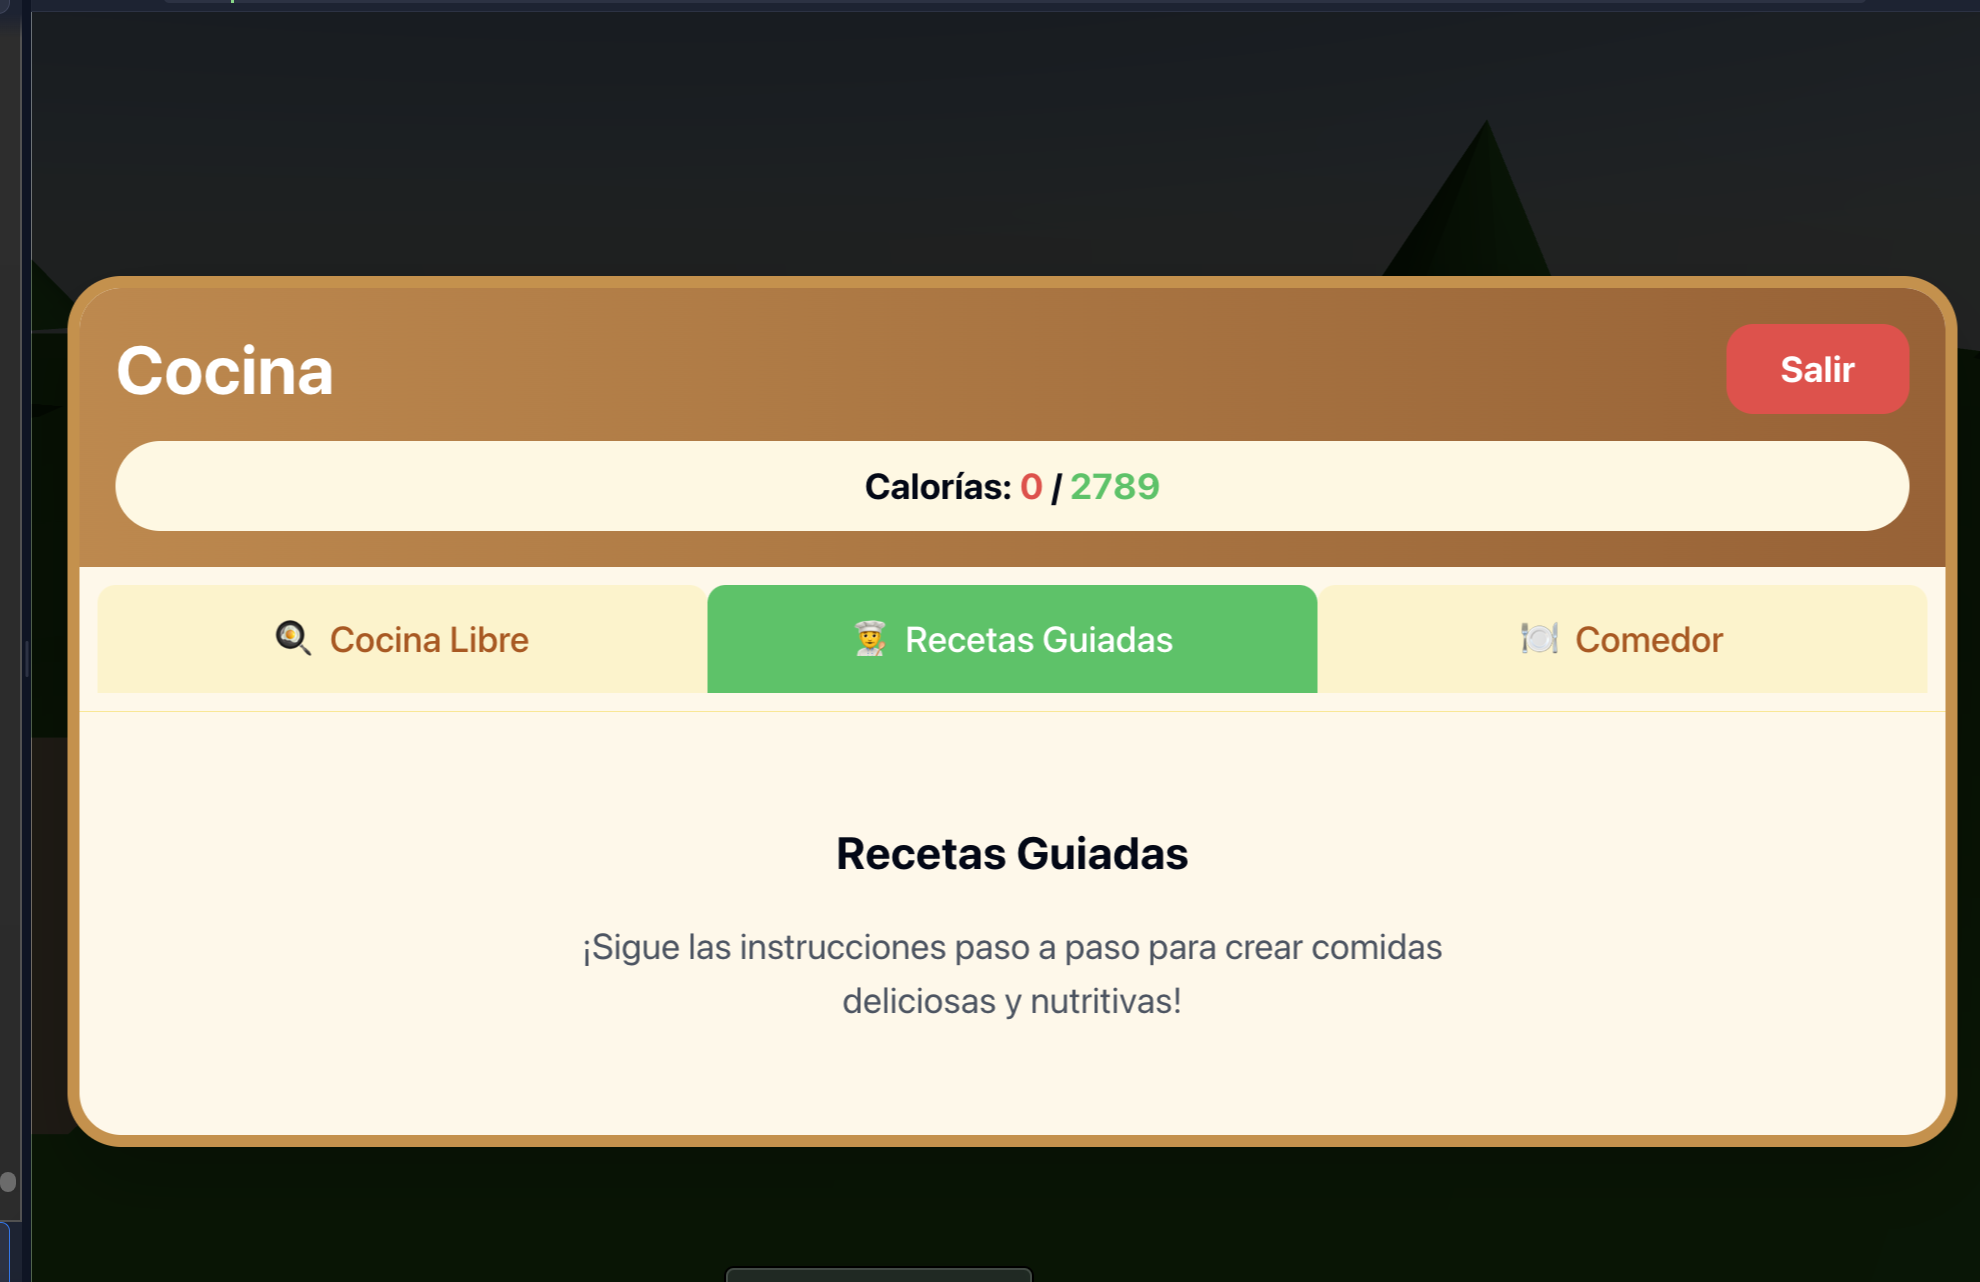 Cocina
Salir
Calorías: 0 / 2789
Cocina Libre
Recetas Guiadas
Comedor
Recetas Guiadas
¡Sigue las instrucciones paso a paso para crear comidas
deliciosas y nutritivas!